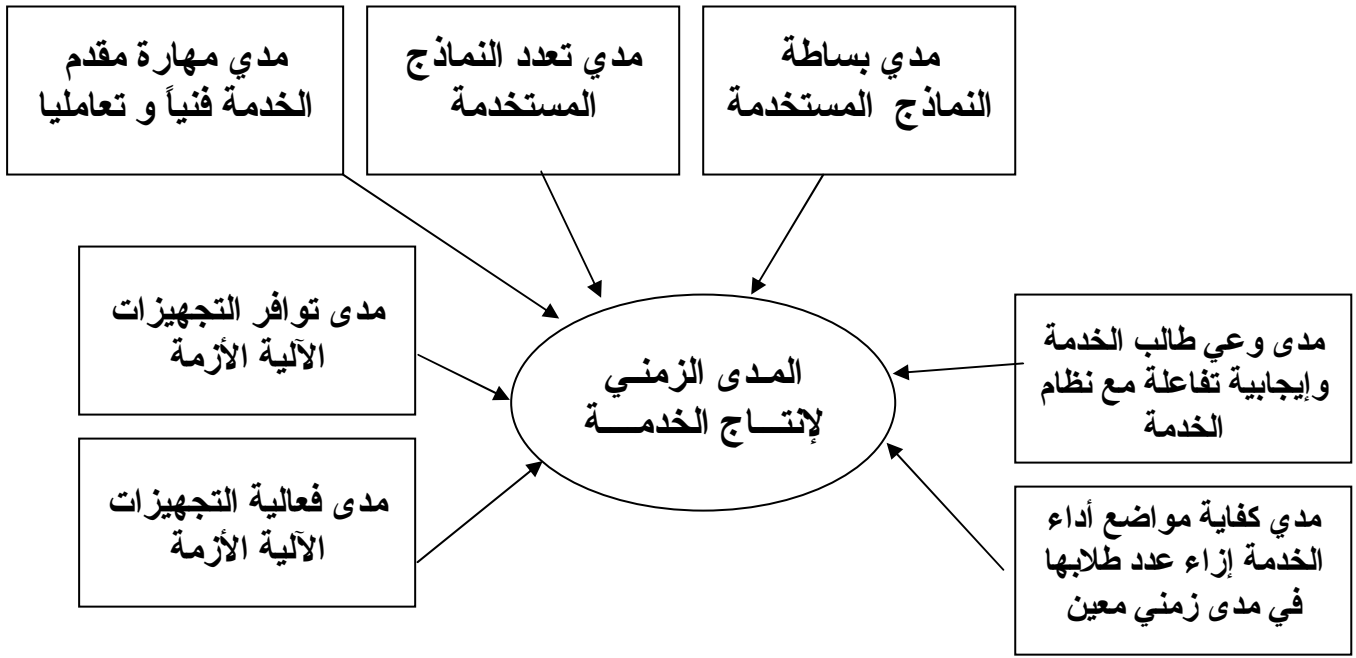 مدي بساطة
النماذج المستخدمة
مدي تعدد النماذج
المستخدمة
مدي مهارة مقدم
الخدمة فنياً و تعامليا
مدى توافر التجهيزات
الآلية الأزمة
مدى وعي طالب الخدمة
وإيجابية تفاعلة مع نظام
الخدمة
المـدى الزمنـي
لإنتـــاج الخدمــــة
مدى فعالية التجهيزات
الآلية الأزمة
مدي كفاية مواضع أداء
الخدمة إزاء عدد طلابها
في مدى زمني معين